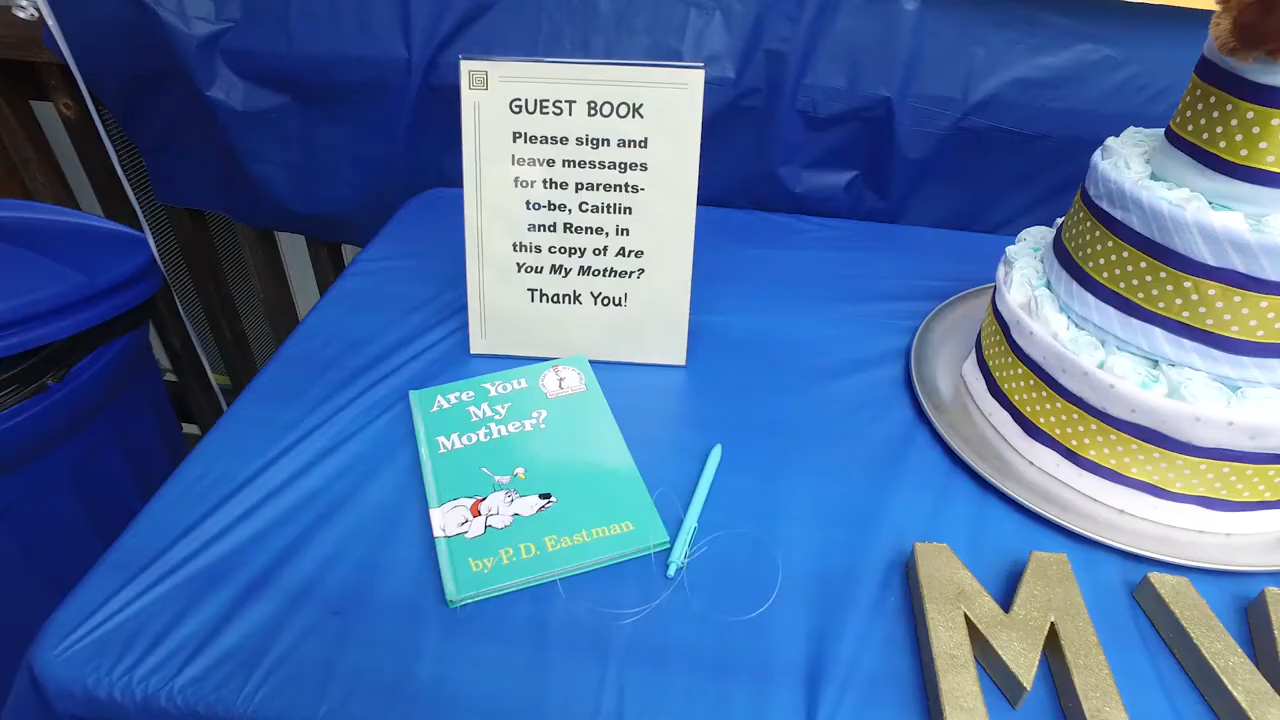 GUEST BOOK
Please sign and
leave messages
for the parents-
to-be, Caitlin
and Rene, in
this copy of Are
You My Mother?
Thank You!
Are You
My
Mother?
by P.D. Eastman
M